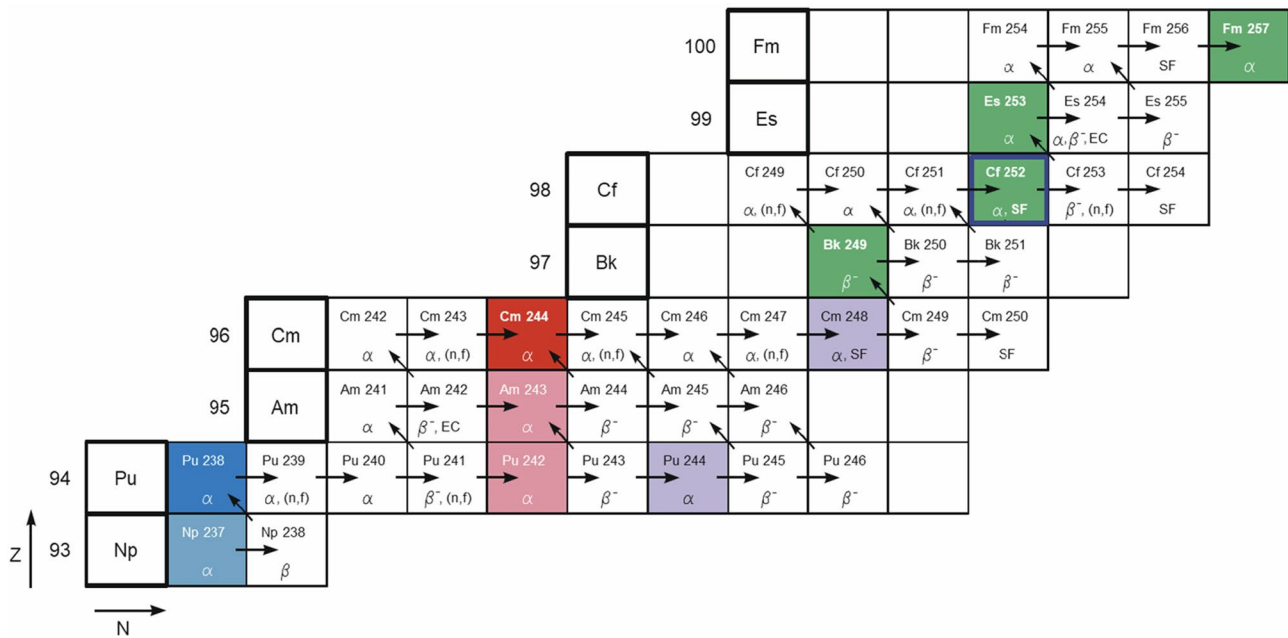 100 Fm Fm 254 Fm 255 Fm 256 Fm 257
α α SF α
99 Es Es 253 Es 254 Es 255
α α, β⁻, EC β⁻
98 Cf Cf 249 Cf 250 Cf 251 Cf 252 Cf 253 Cf 254
α, (n,f) α α, (n,f) α, SF β⁻, (n,f) SF
97 Bk Bk 249 Bk 250 Bk 251
β⁻ β⁻ β⁻
96 Cm Cm 242 Cm 243 Cm 244 Cm 245 Cm 246 Cm 247 Cm 248 Cm 249 Cm 250
α α, (n,f) α α, (n,f) α α, (n,f) α, SF β⁻ SF
95 Am Am 241 Am 242 Am 243 Am 244 Am 245 Am 246
α β⁻, EC α β⁻ β⁻ β⁻
94 Pu Pu 238 Pu 239 Pu 240 Pu 241 Pu 242 Pu 243 Pu 244 Pu 245 Pu 246
α α, (n,f) α β⁻, (n,f) α β⁻ α β⁻ β⁻
Z 93 Np Np 237 Np 238
α β
N